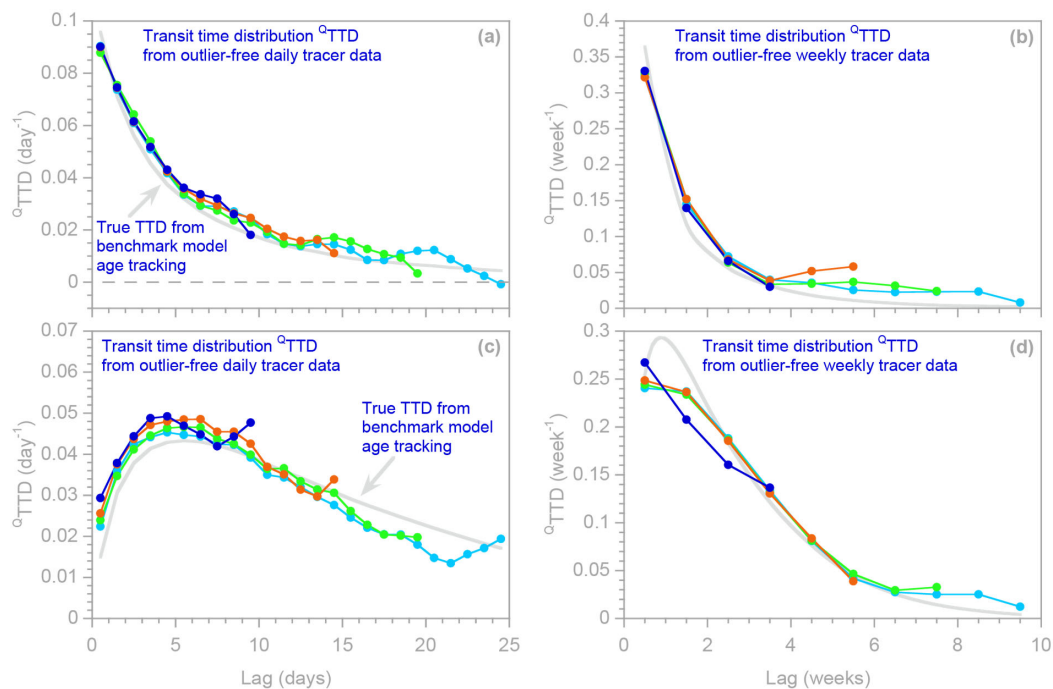 0.1
0.08
0.06
0.04
0.02
0
QTTD (day-1)
Transit time distribution QTTD
from outlier-free daily tracer data
(a)
True TTD from
benchmark model
age tracking
0.4
0.35
0.3
0.25
0.2
0.15
0.1
0.05
0
QTTD (week-1)
Transit time distribution QTTD
from outlier-free weekly tracer data
(b)
0.07
0.06
0.05
0.04
0.03
0.02
0.01
0
QTTD (day-1)
Transit time distribution QTTD
from outlier-free daily tracer data
(c)
True TTD from
benchmark model
age tracking
0 5 10 15 20 25
Lag (days)
0.3
0.25
0.2
0.15
0.1
0.05
0
QTTD (week-1)
Transit time distribution QTTD
from outlier-free weekly tracer data
(d)
0 2 4 6 8 10
Lag (weeks)